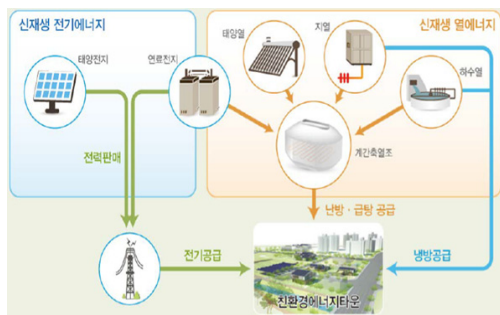 신재생 전기에너지
신재생 열에너지
태양전지
연료전지
태양열
지열
하수열
계간축열조
전력판매
난방·급탕 공급
전기공급
냉방공급
친환경에너지타운